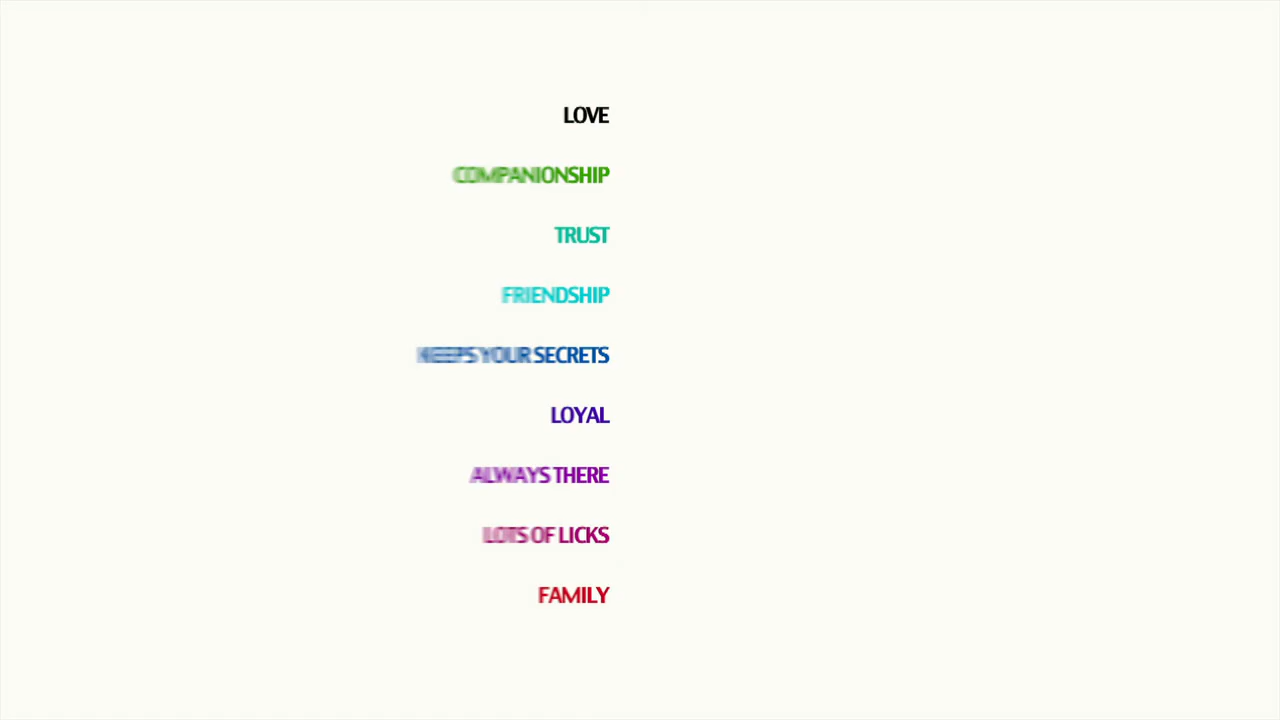 LOVE
COMPANIONSHIP
TRUST
FRIENDSHIP
KEEPS YOUR SECRETS
LOYAL
ALWAYS THERE
LOTS OF LICKS
FAMILY